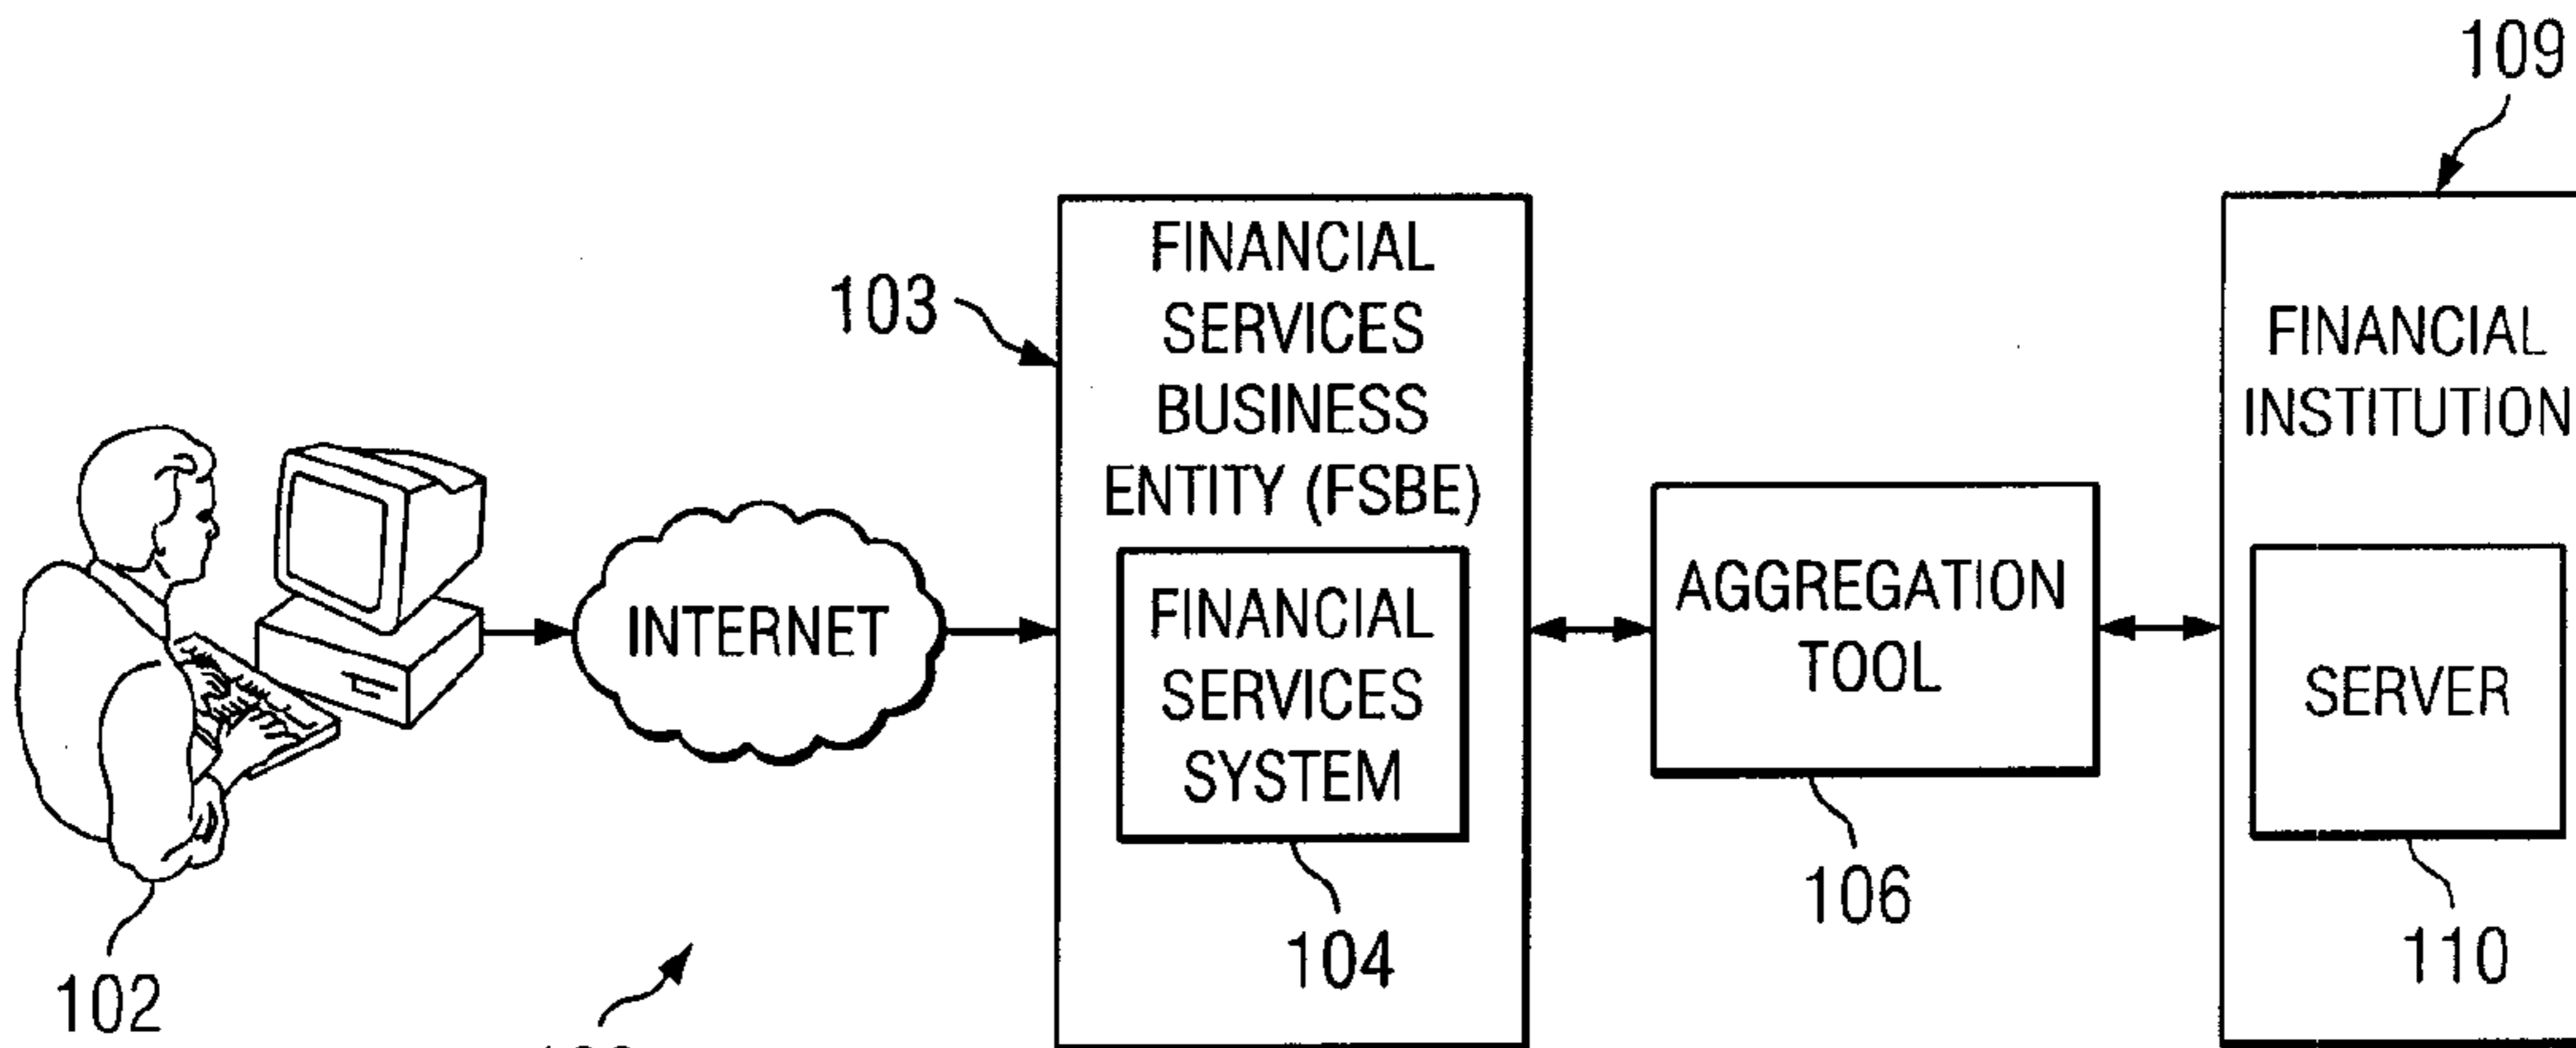 109
103
FINANCIAL
SERVICES
BUSINESS
ENTITY (FSBE)
FINANCIAL
INSTITUTION
INTERNET
FINANCIAL
SERVICES
SYSTEM
AGGREGATION
TOOL
SERVER
106
104
110
102